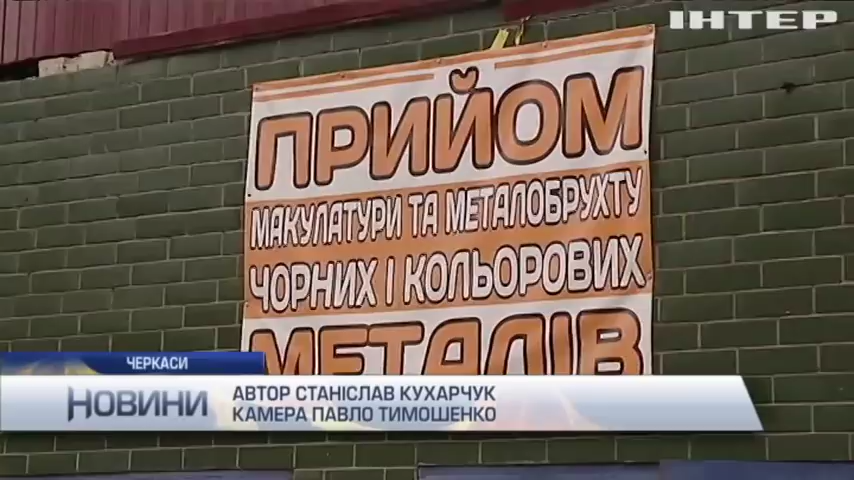 ІНТЕР
ПРИЙОМ
МАКУЛАТУРИ ТА МЕТАЛОБРУХТУ
ЧОРНИХ І КОЛЬОРОВИХ
МЕТАЛІВ
ЧЕРКАСИ
НОВИНИ
АВТОР СТАНІСЛАВ КУХАРЧУК
КАМЕРА ПАВЛО ТИМОШЕНКО